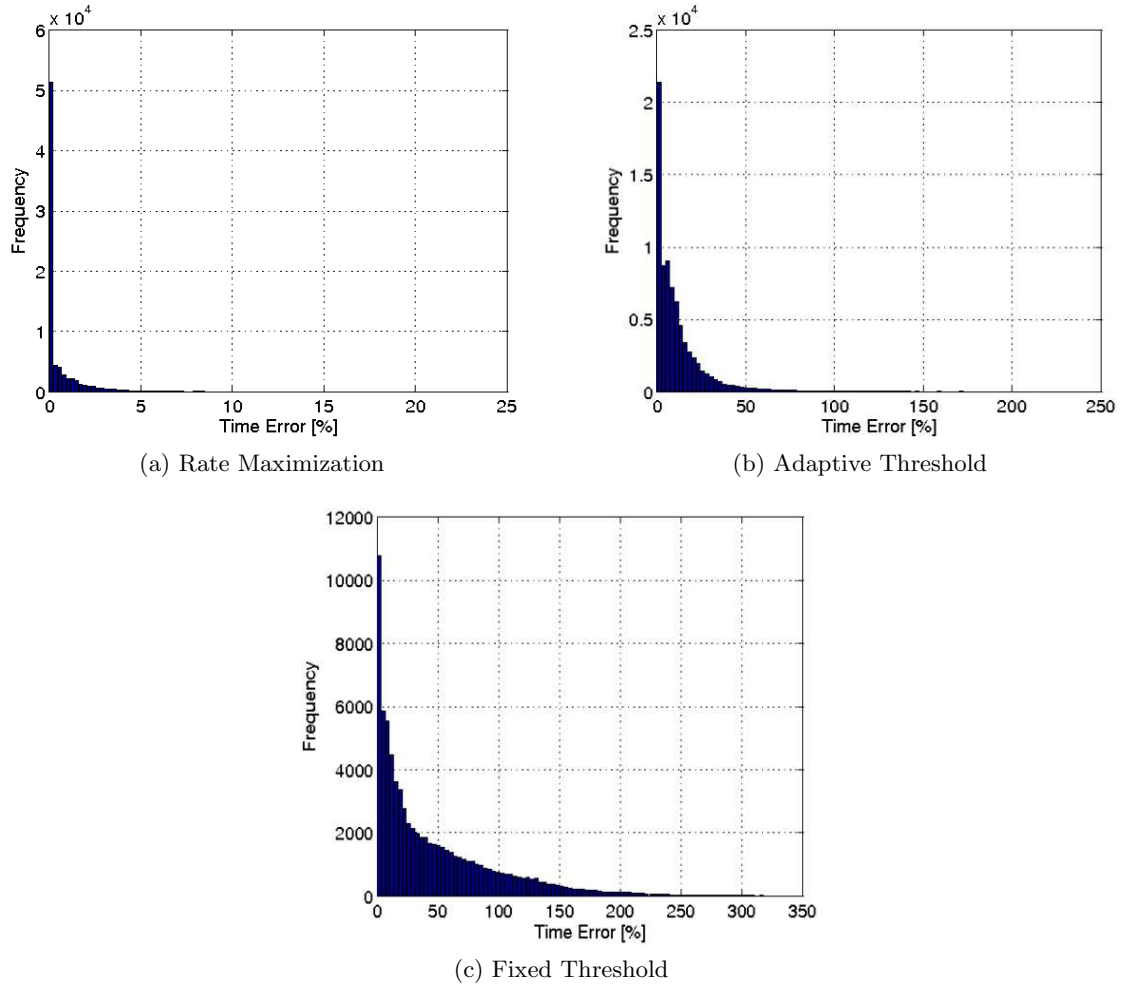 x 10^4
6
5
4
3
2
1
0
Frequency
0 5 10 15 20 25
Time Error [%]
(a) Rate Maximization
x 10^4
2.5
2
1.5
1
0.5
0
Frequency
0 50 100 150 200 250
Time Error [%]
(b) Adaptive Threshold
12000
10000
8000
6000
4000
2000
0
Frequency
0 50 100 150 200 250 300 350
Time Error [%]
(c) Fixed Threshold